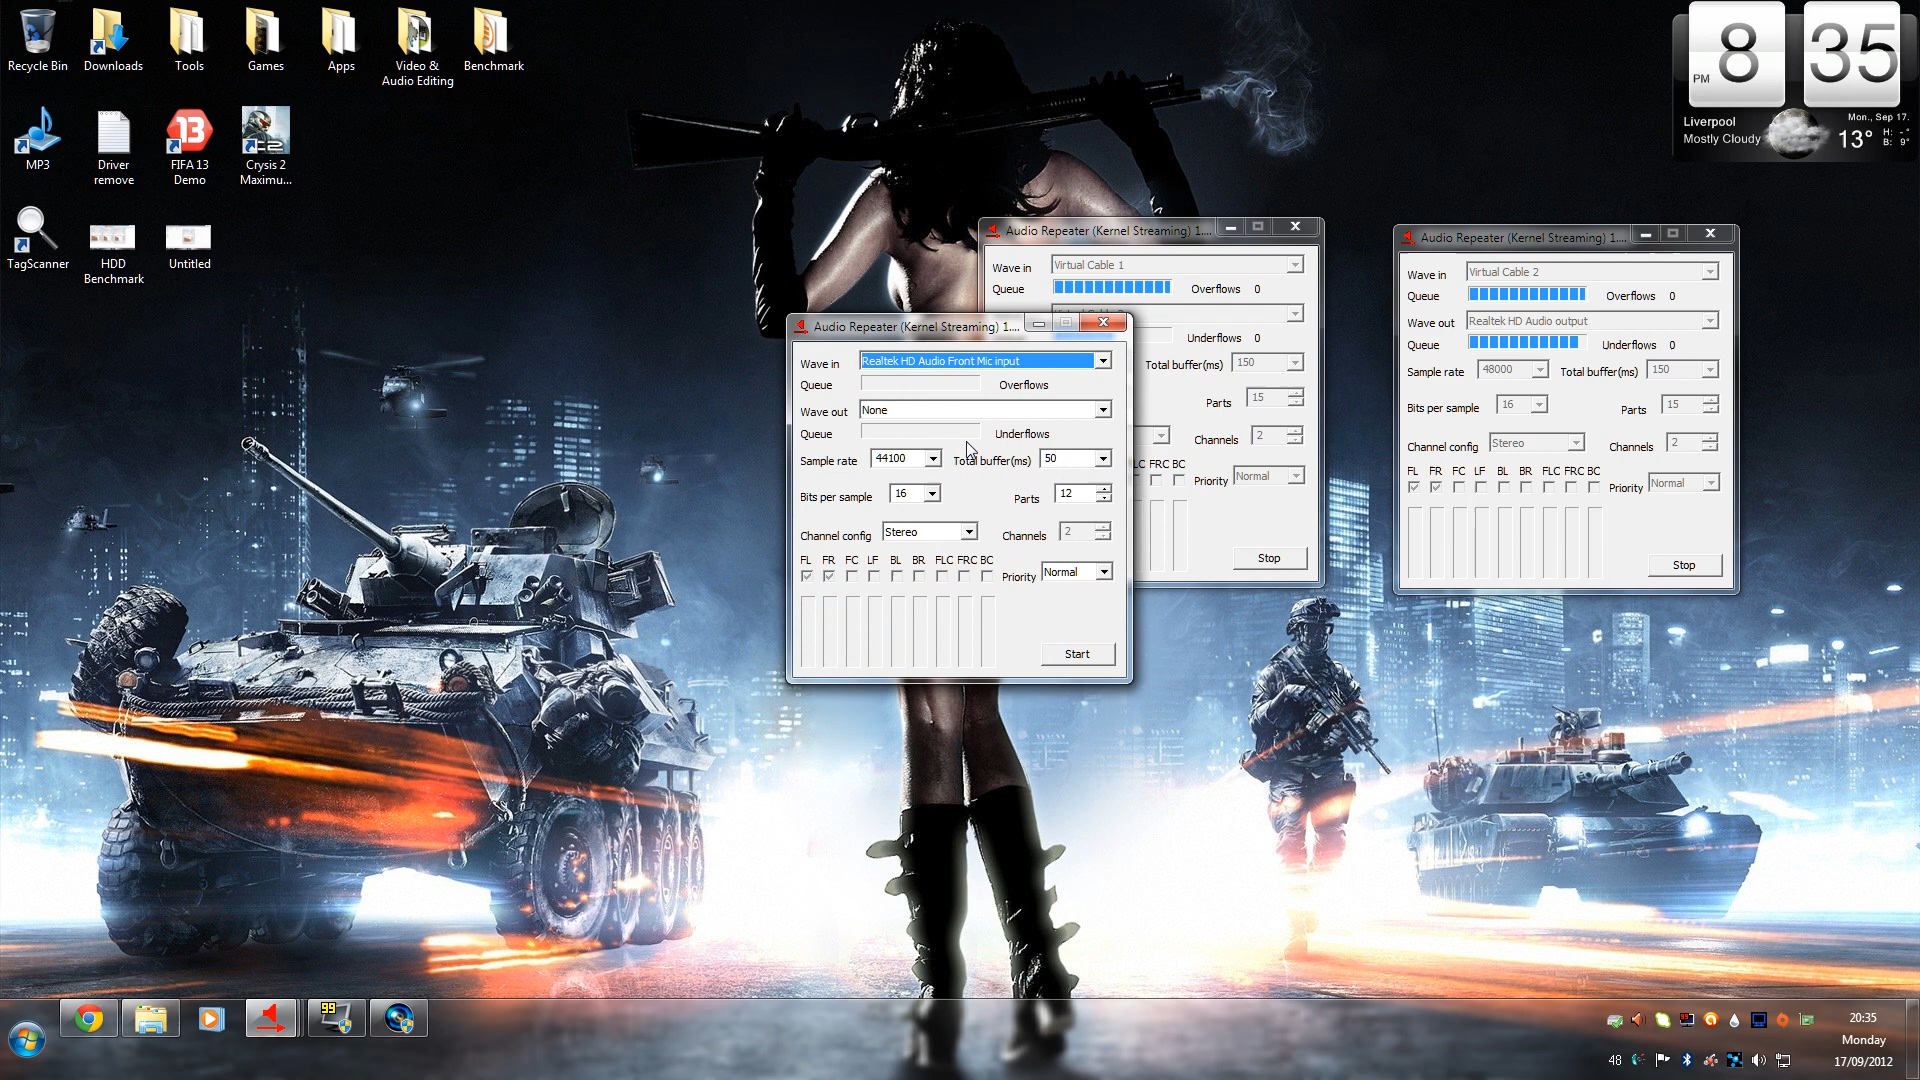 Recycle Bin
Downloads
Tools
Games
Apps
Video &
Audio Editing
Benchmark
MP3
Driver
remove
13
FIFA 13
Demo
Crysis 2
Maximu...
TagScanner
HDD
Benchmark
Untitled
PM 8 35
Liverpool
Mostly Cloudy
Mon., Sep 17.
13°
H: -°
B: 9°
Audio Repeater (Kernel Streaming) 1....
Wave in Virtual Cable 1
Queue Overflows 0
Underflows 0
Total buffer(ms) 150
Parts 15
Channels 2
LC FRC BC
Priority Normal
Stop
Audio Repeater (Kernel Streaming) 1....
Wave in Virtual Cable 2
Queue Overflows 0
Wave out Realtek HD Audio output
Queue Underflows 0
Sample rate 48000 Total buffer(ms) 150
Bits per sample 16 Parts 15
Channel config Stereo Channels 2
FL FR FC LF BL BR FLC FRC BC
Priority Normal
Stop
Audio Repeater (Kernel Streaming) 1....
Wave in Realtek HD Audio Front Mic input
Queue Overflows
Wave out None
Queue Underflows
Sample rate 44100 Total buffer(ms) 50
Bits per sample 16 Parts 12
Channel config Stereo Channels 2
FL FR FC LF BL BR FLC FRC BC
Priority Normal
Start
99
20:35
Monday
17/09/2012
48